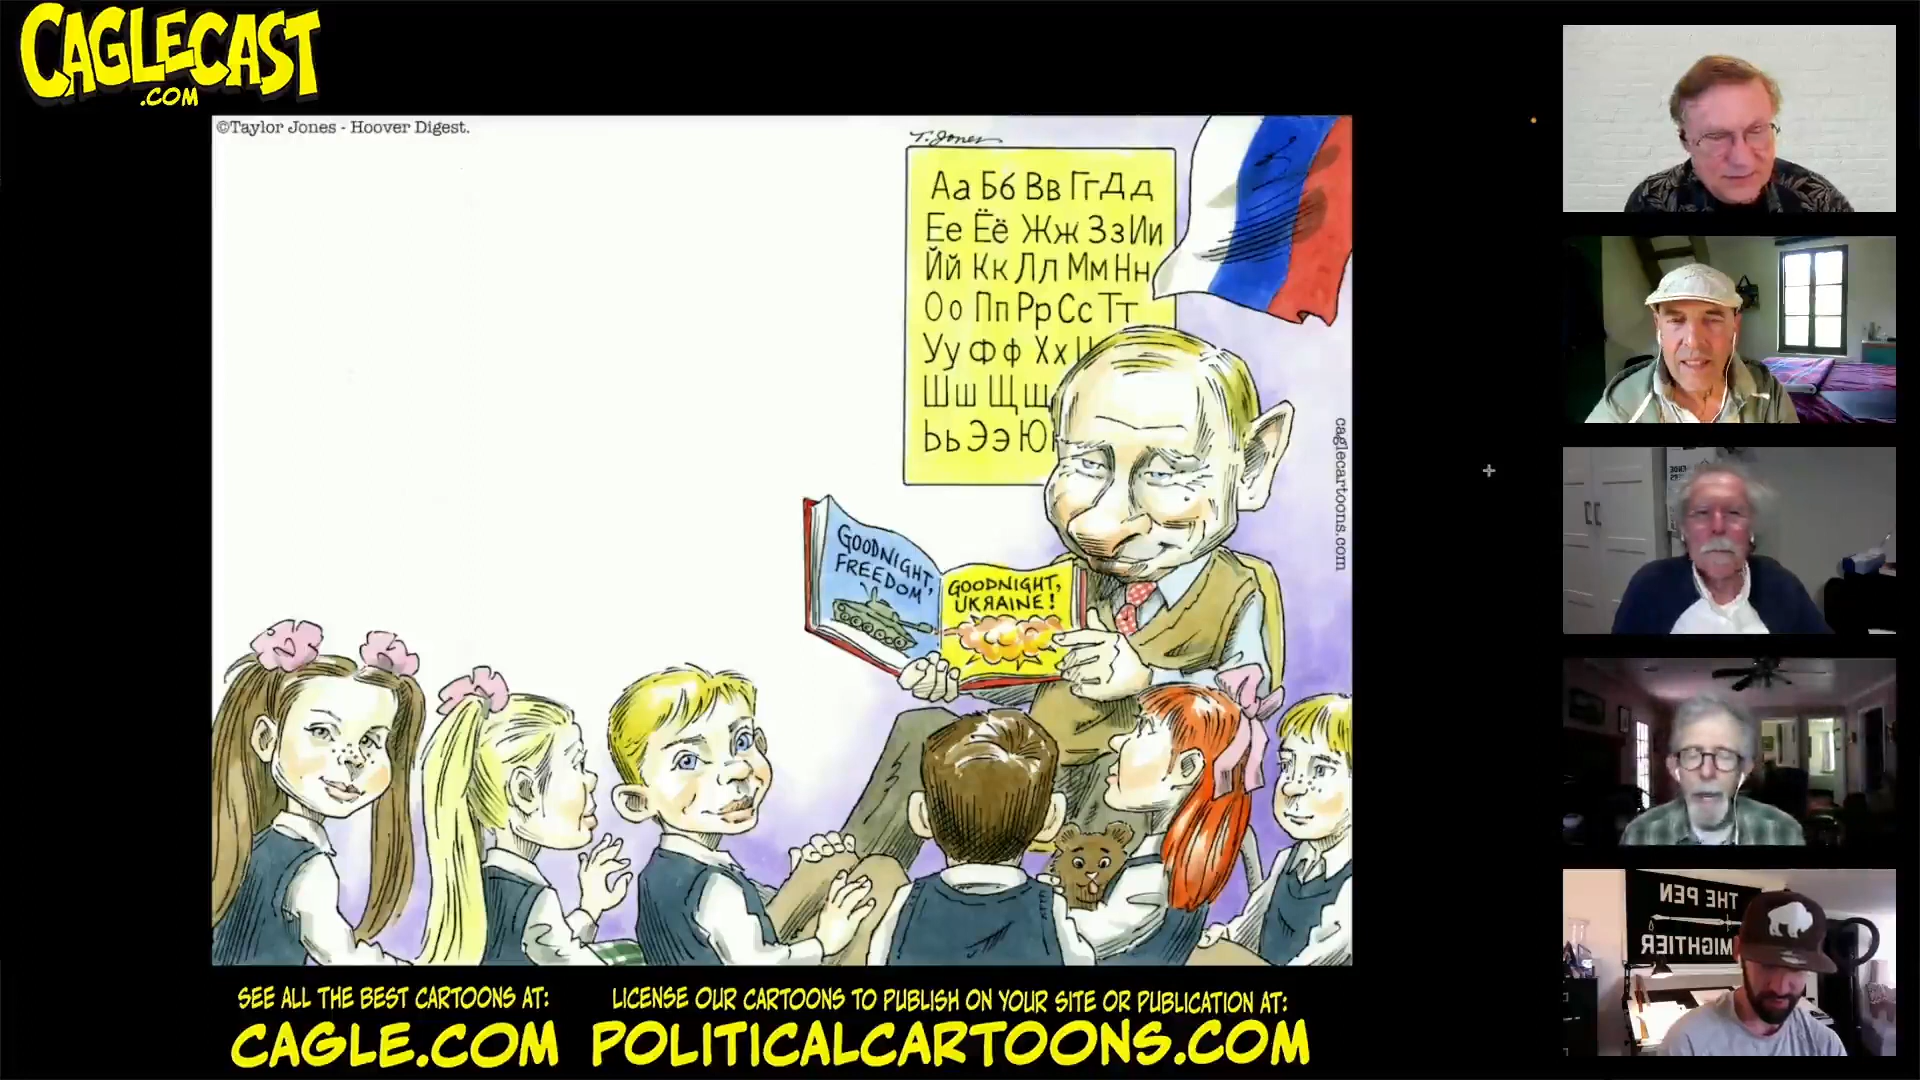 CAGLECAST
.COM
©Taylor Jones - Hoover Digest.
T. Jones
Аа Бб Вв Гг Дд
Ее Ёё Жж Зз Ии
Йй Кк Лл Мм Нн
Оо Пп Рр Сс Тт
Уу Фф Хх Ц
Шш Щщ
Ьь Ээ Ю
caglecartoons.com
GOODNIGHT,
FREEDOM,
GOODNIGHT,
UKЯAINE!
THE PEN
MIGHTIER
SEE ALL THE BEST CARTOONS AT:
CAGLE.COM
LICENSE OUR CARTOONS TO PUBLISH ON YOUR SITE OR PUBLICATION AT:
POLITICALCARTOONS.COM